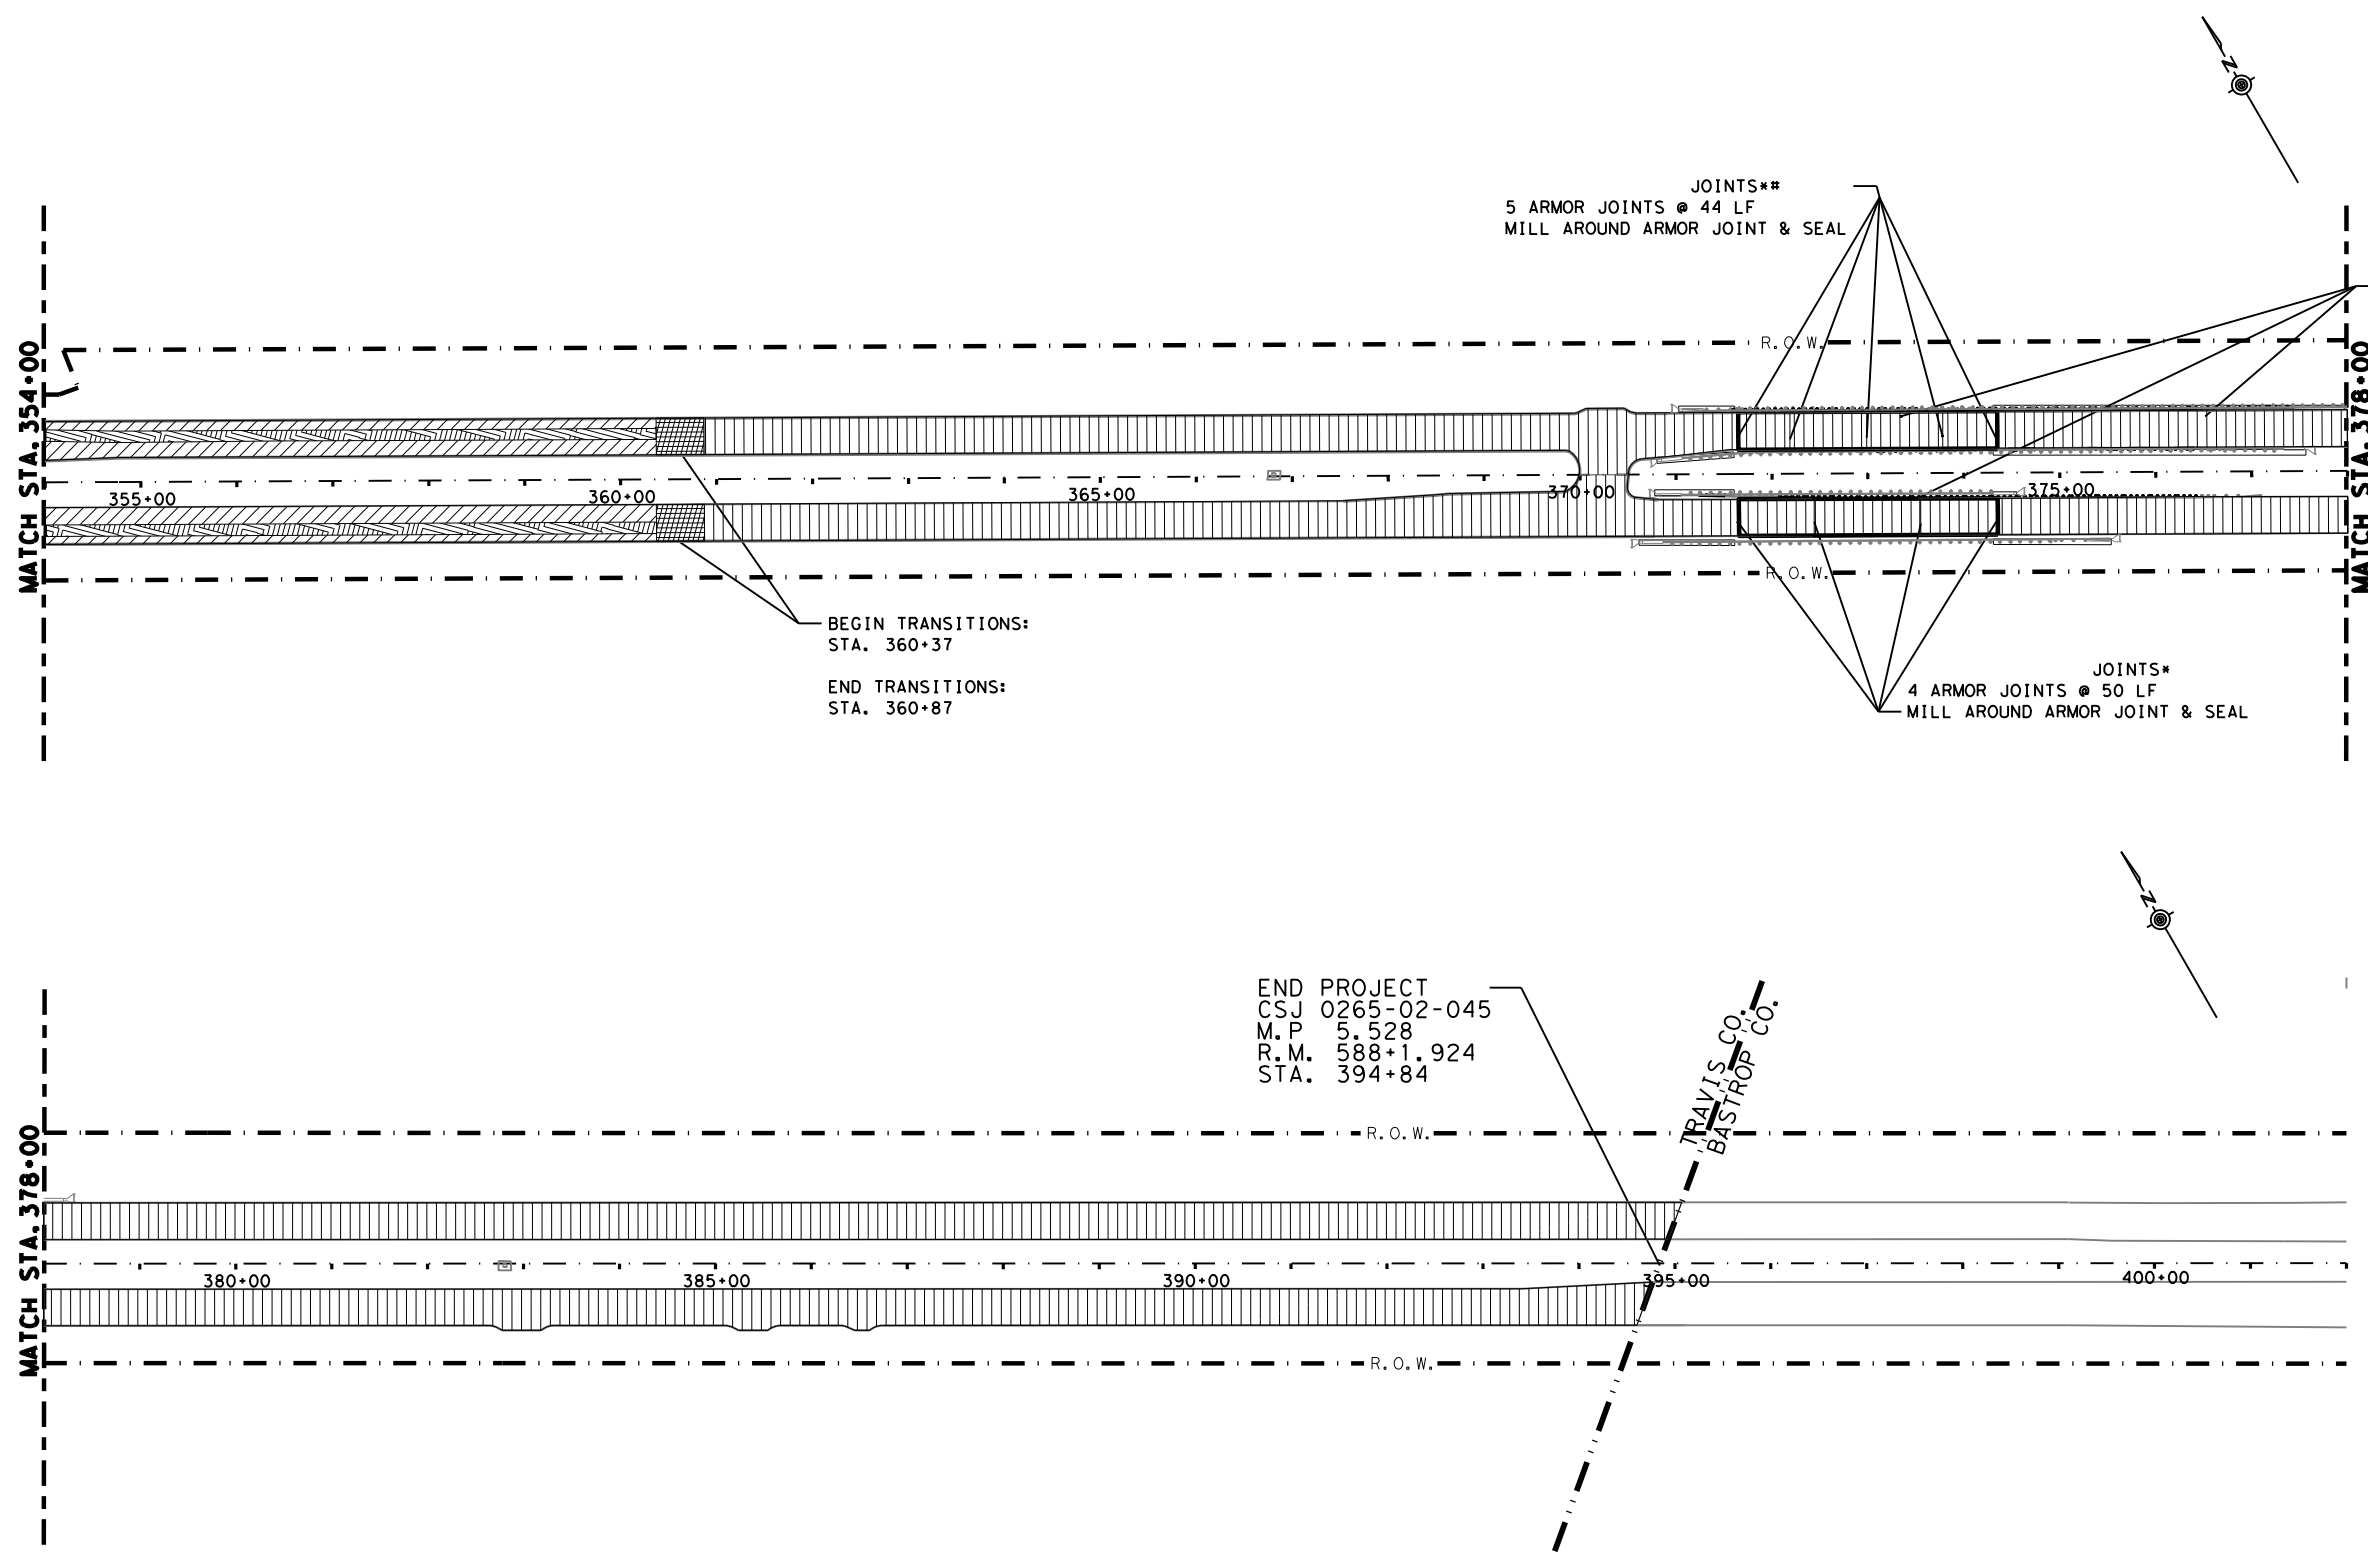 N
JOINTS*#
5 ARMOR JOINTS @ 44 LF
MILL AROUND ARMOR JOINT & SEAL
R.O.W.
MATCH STA. 354+00
MATCH STA. 378+00
355+00
360+00
365+00
370+00
375+00
R.O.W.
BEGIN TRANSITIONS:
STA. 360+37
END TRANSITIONS:
STA. 360+87
JOINTS*
4 ARMOR JOINTS @ 50 LF
MILL AROUND ARMOR JOINT & SEAL
N
END PROJECT
CSJ 0265-02-045
M.P 5.528
R.M. 588+1.924
STA. 394+84
TRAVIS CO.
BASTROP CO.
R.O.W.
MATCH STA. 378+00
380+00
385+00
390+00
395+00
400+00
R.O.W.